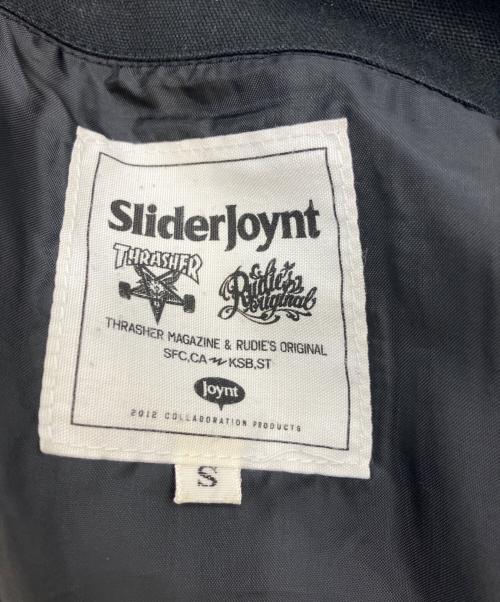 SliderJoynt
THRASHER
Rudie's
Original
THRASHER MAGAZINE & RUDIE'S ORIGINAL
SFC,CA KSB,ST
Joynt
2012 COLLABORATION PRODUCTS
S